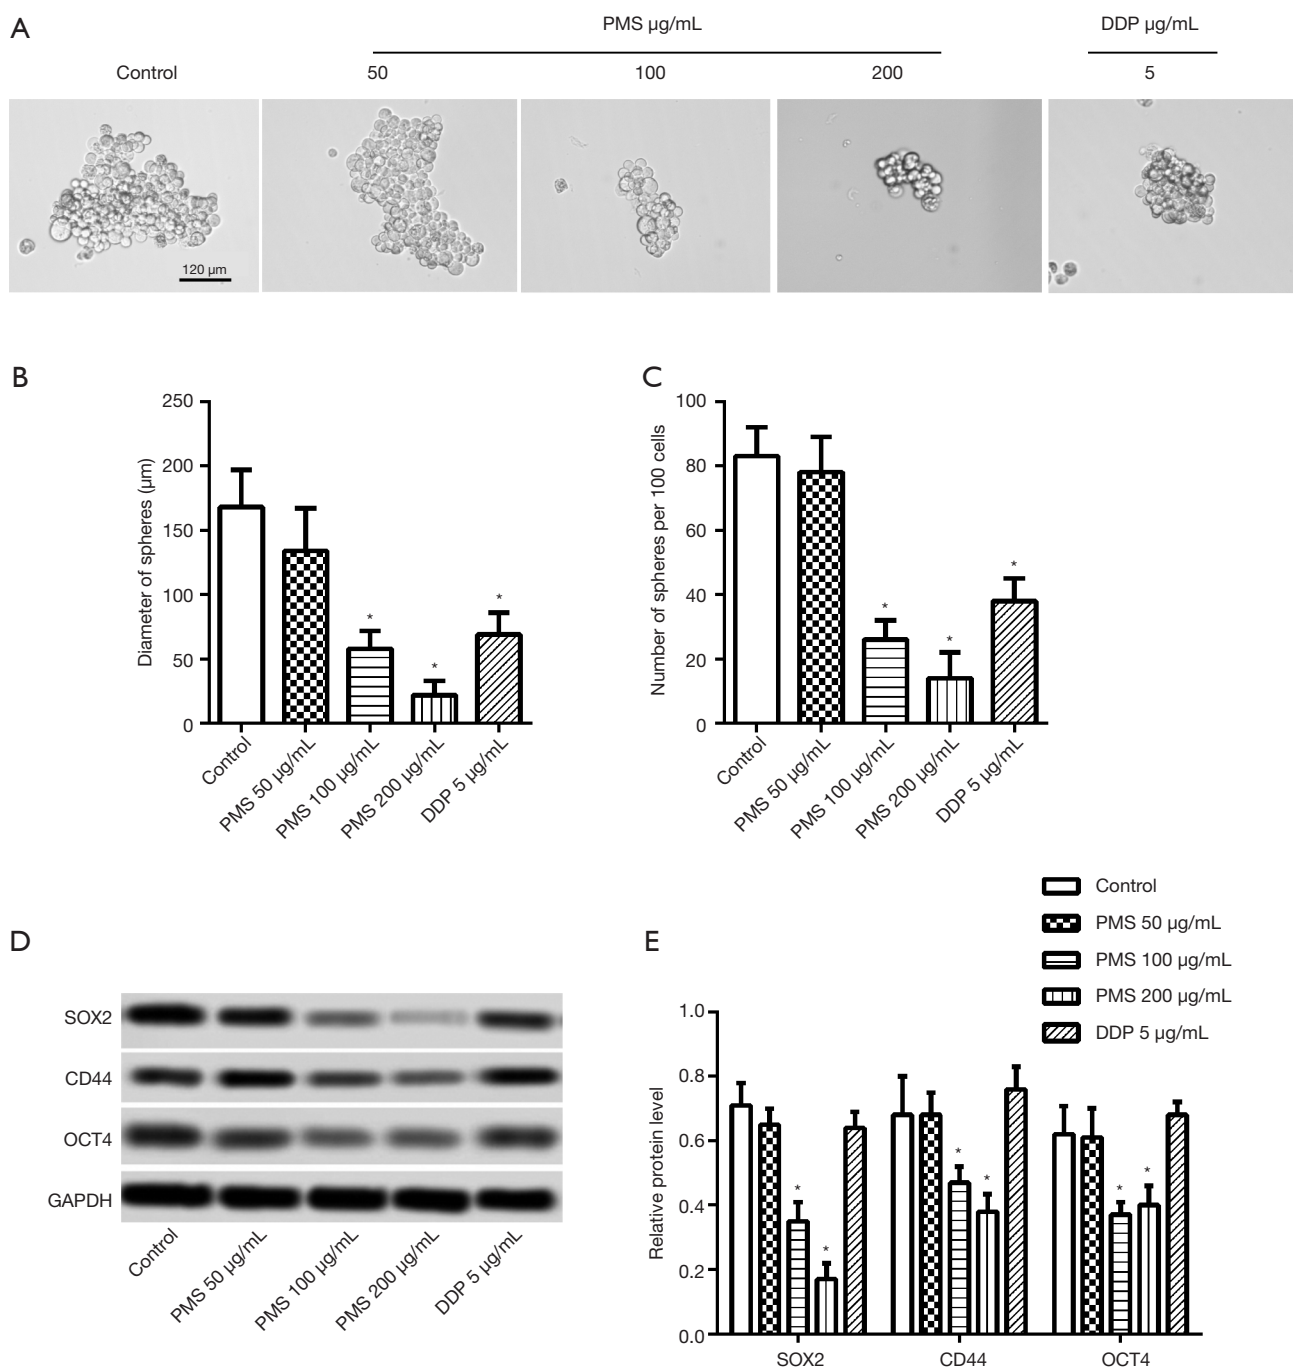 A
PMS µg/mL
DDP µg/mL
Control
50
100
200
5
120 µm
B
250
200
150
100
50
0
Diameter of spheres (µm)
*
*
*
Control
PMS 50 µg/mL
PMS 100 µg/mL
PMS 200 µg/mL
DDP 5 µg/mL
C
100
80
60
40
20
0
Number of spheres per 100 cells
*
*
*
Control
PMS 50 µg/mL
PMS 100 µg/mL
PMS 200 µg/mL
DDP 5 µg/mL
D
SOX2
CD44
OCT4
GAPDH
Control
PMS 50 µg/mL
PMS 100 µg/mL
PMS 200 µg/mL
DDP 5 µg/mL
E
Control
PMS 50 µg/mL
PMS 100 µg/mL
PMS 200 µg/mL
DDP 5 µg/mL
1.0
0.8
0.6
0.4
0.2
0.0
Relative protein level
*
*
*
*
*
*
SOX2
CD44
OCT4